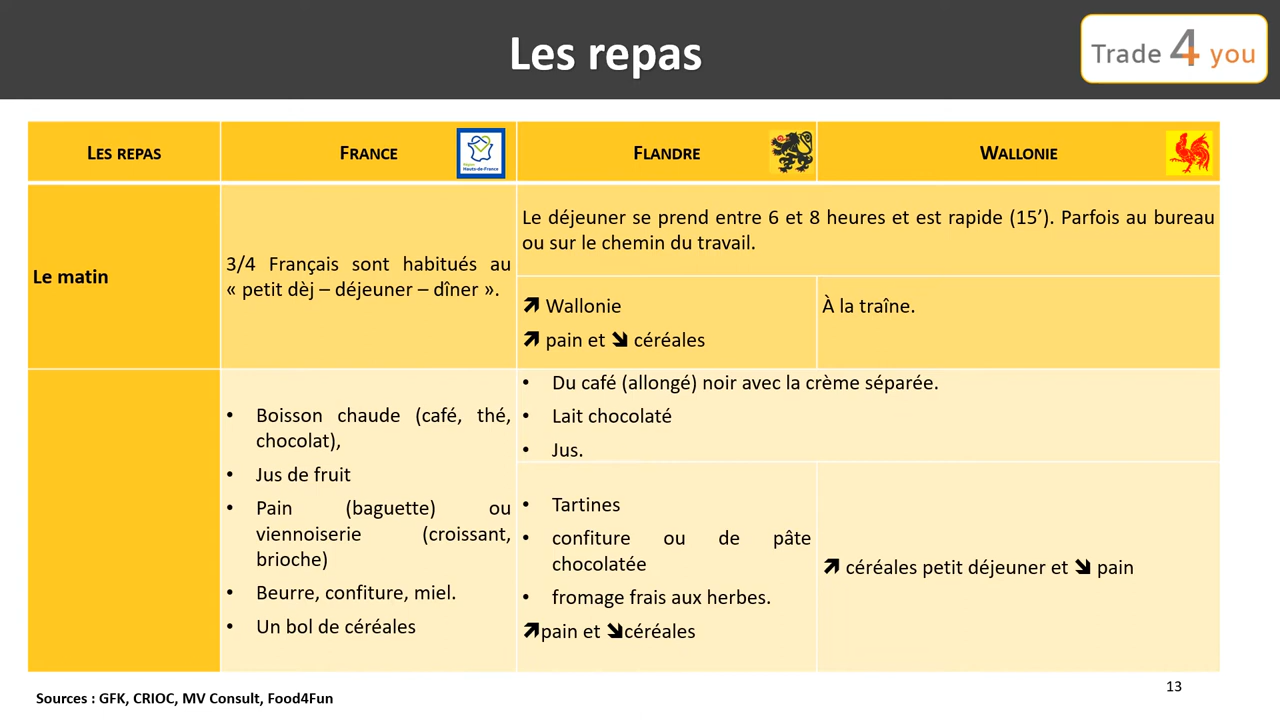 Les repas
Trade 4 you
LES REPAS
FRANCE
Région
Hauts-de-France
FLANDRE
WALLONIE
Le matin
3/4 Français sont habitués au
« petit dèj – déjeuner – dîner ».
Le déjeuner se prend entre 6 et 8 heures et est rapide (15’). Parfois au bureau
ou sur le chemin du travail.
🡽 Wallonie
🡽 pain et 🡾 céréales
À la traîne.
• Boisson chaude (café, thé,
chocolat),
• Jus de fruit
• Pain (baguette) ou
viennoiserie (croissant,
brioche)
• Beurre, confiture, miel.
• Un bol de céréales
• Du café (allongé) noir avec la crème séparée.
• Lait chocolaté
• Jus.
• Tartines
• confiture ou de pâte
chocolatée
• fromage frais aux herbes.
🡽pain et 🡾céréales
🡽 céréales petit déjeuner et 🡾 pain
Sources : GFK, CRIOC, MV Consult, Food4Fun
13